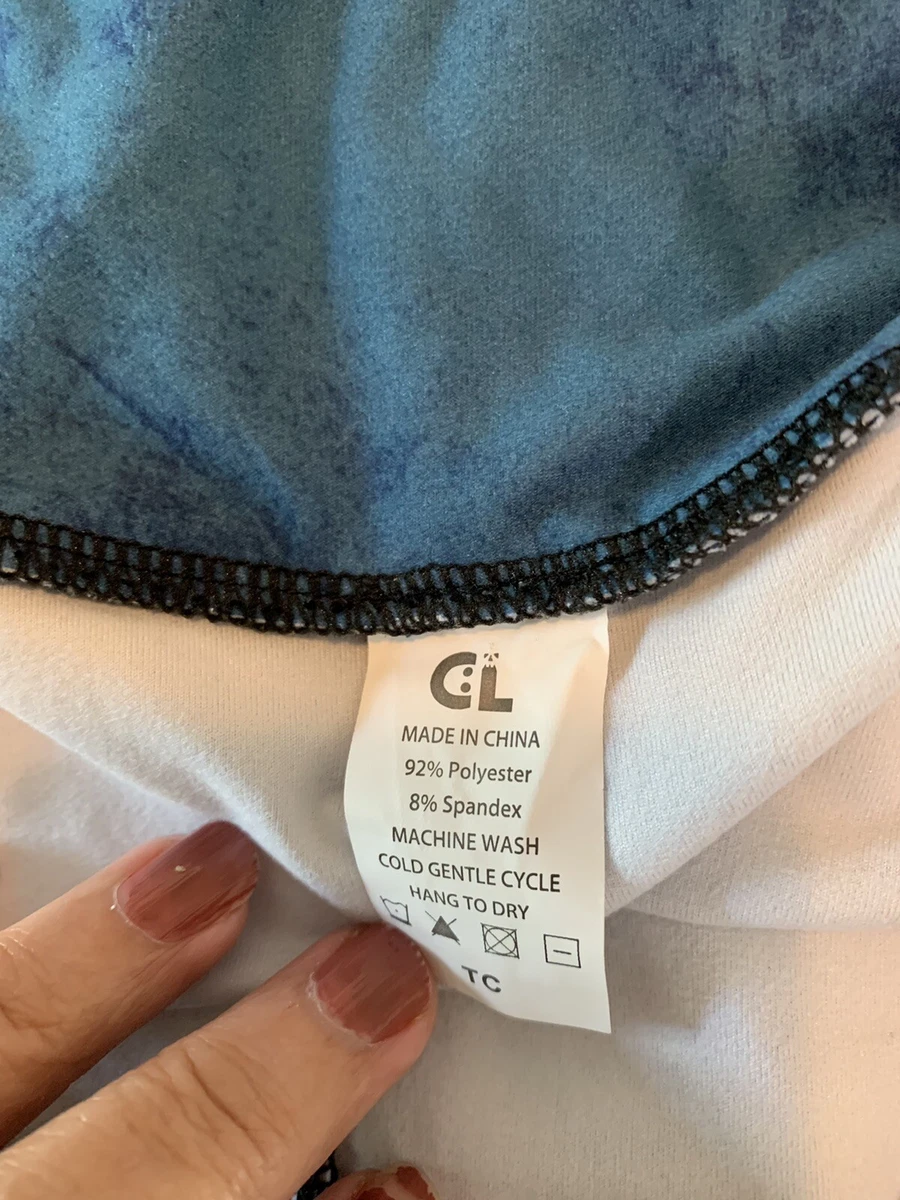 CL
MADE IN CHINA
92% Polyester
8% Spandex
MACHINE WASH
COLD GENTLE CYCLE
HANG TO DRY
TC